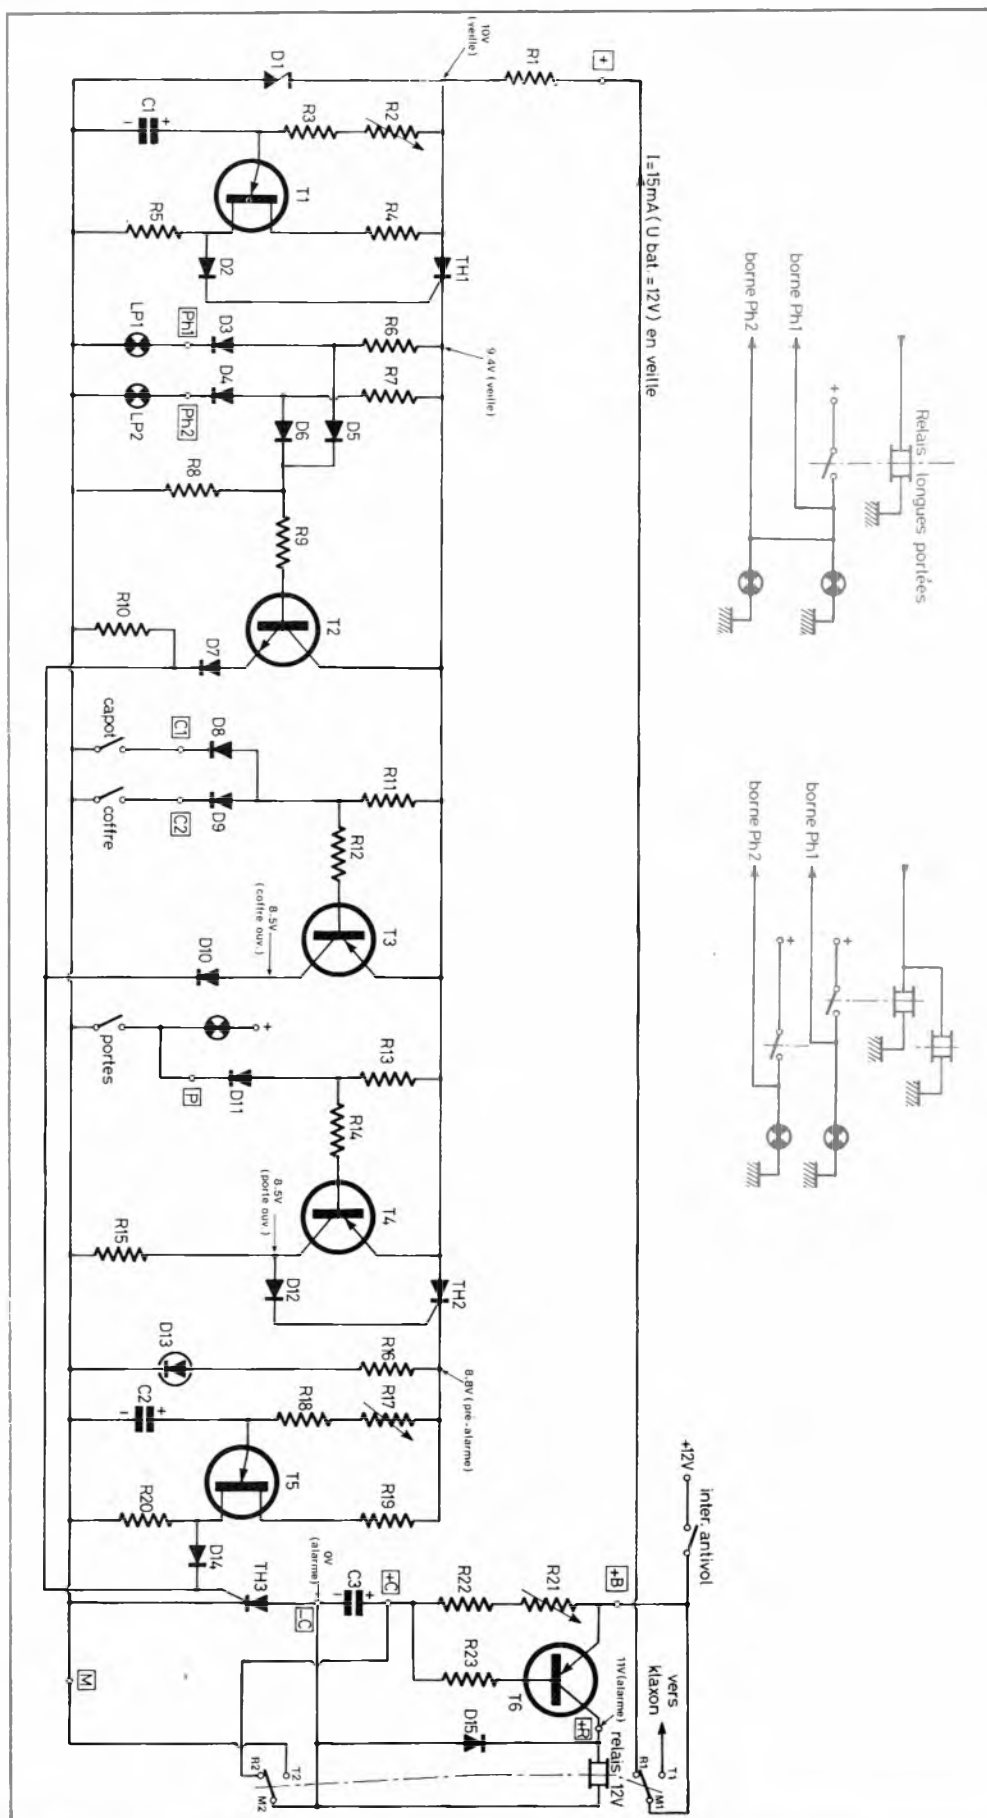 I=15mA (U bat.=12V) en veille
+
R1
10V
(veille)
D1
C1
+
-
R3
R2
T1
R5
R4
D2
TH1
9.4V (veille)
LP1
Ph1
D3
R6
LP2
Ph2
D4
R7
D6
D5
R8
R9
R10
T2
D7
capot
C1
D8
coffre
C2
D9
R11
R12
T3
8.5V
(coffre ouv.)
D10
portes
+
P
D11
R13
R14
T4
8.5V
(porte ouv.)
R15
D12
TH2
D13
R16
8.8V (pré-alarme)
C2
+
-
R18
R17
T5
R20
R19
D14
TH3
0V
(alarme)
-C
C3
+
-
+C
R22
R21
R23
+B
T6
11V (alarme)
+R
D15
relais 12V
M
R2
T2
M2
+12V
inter. antivol
vers
klaxon
R1
T1
M1
borne Ph2
borne Ph1
+
Relais longues portées
borne Ph2
borne Ph1
+
+